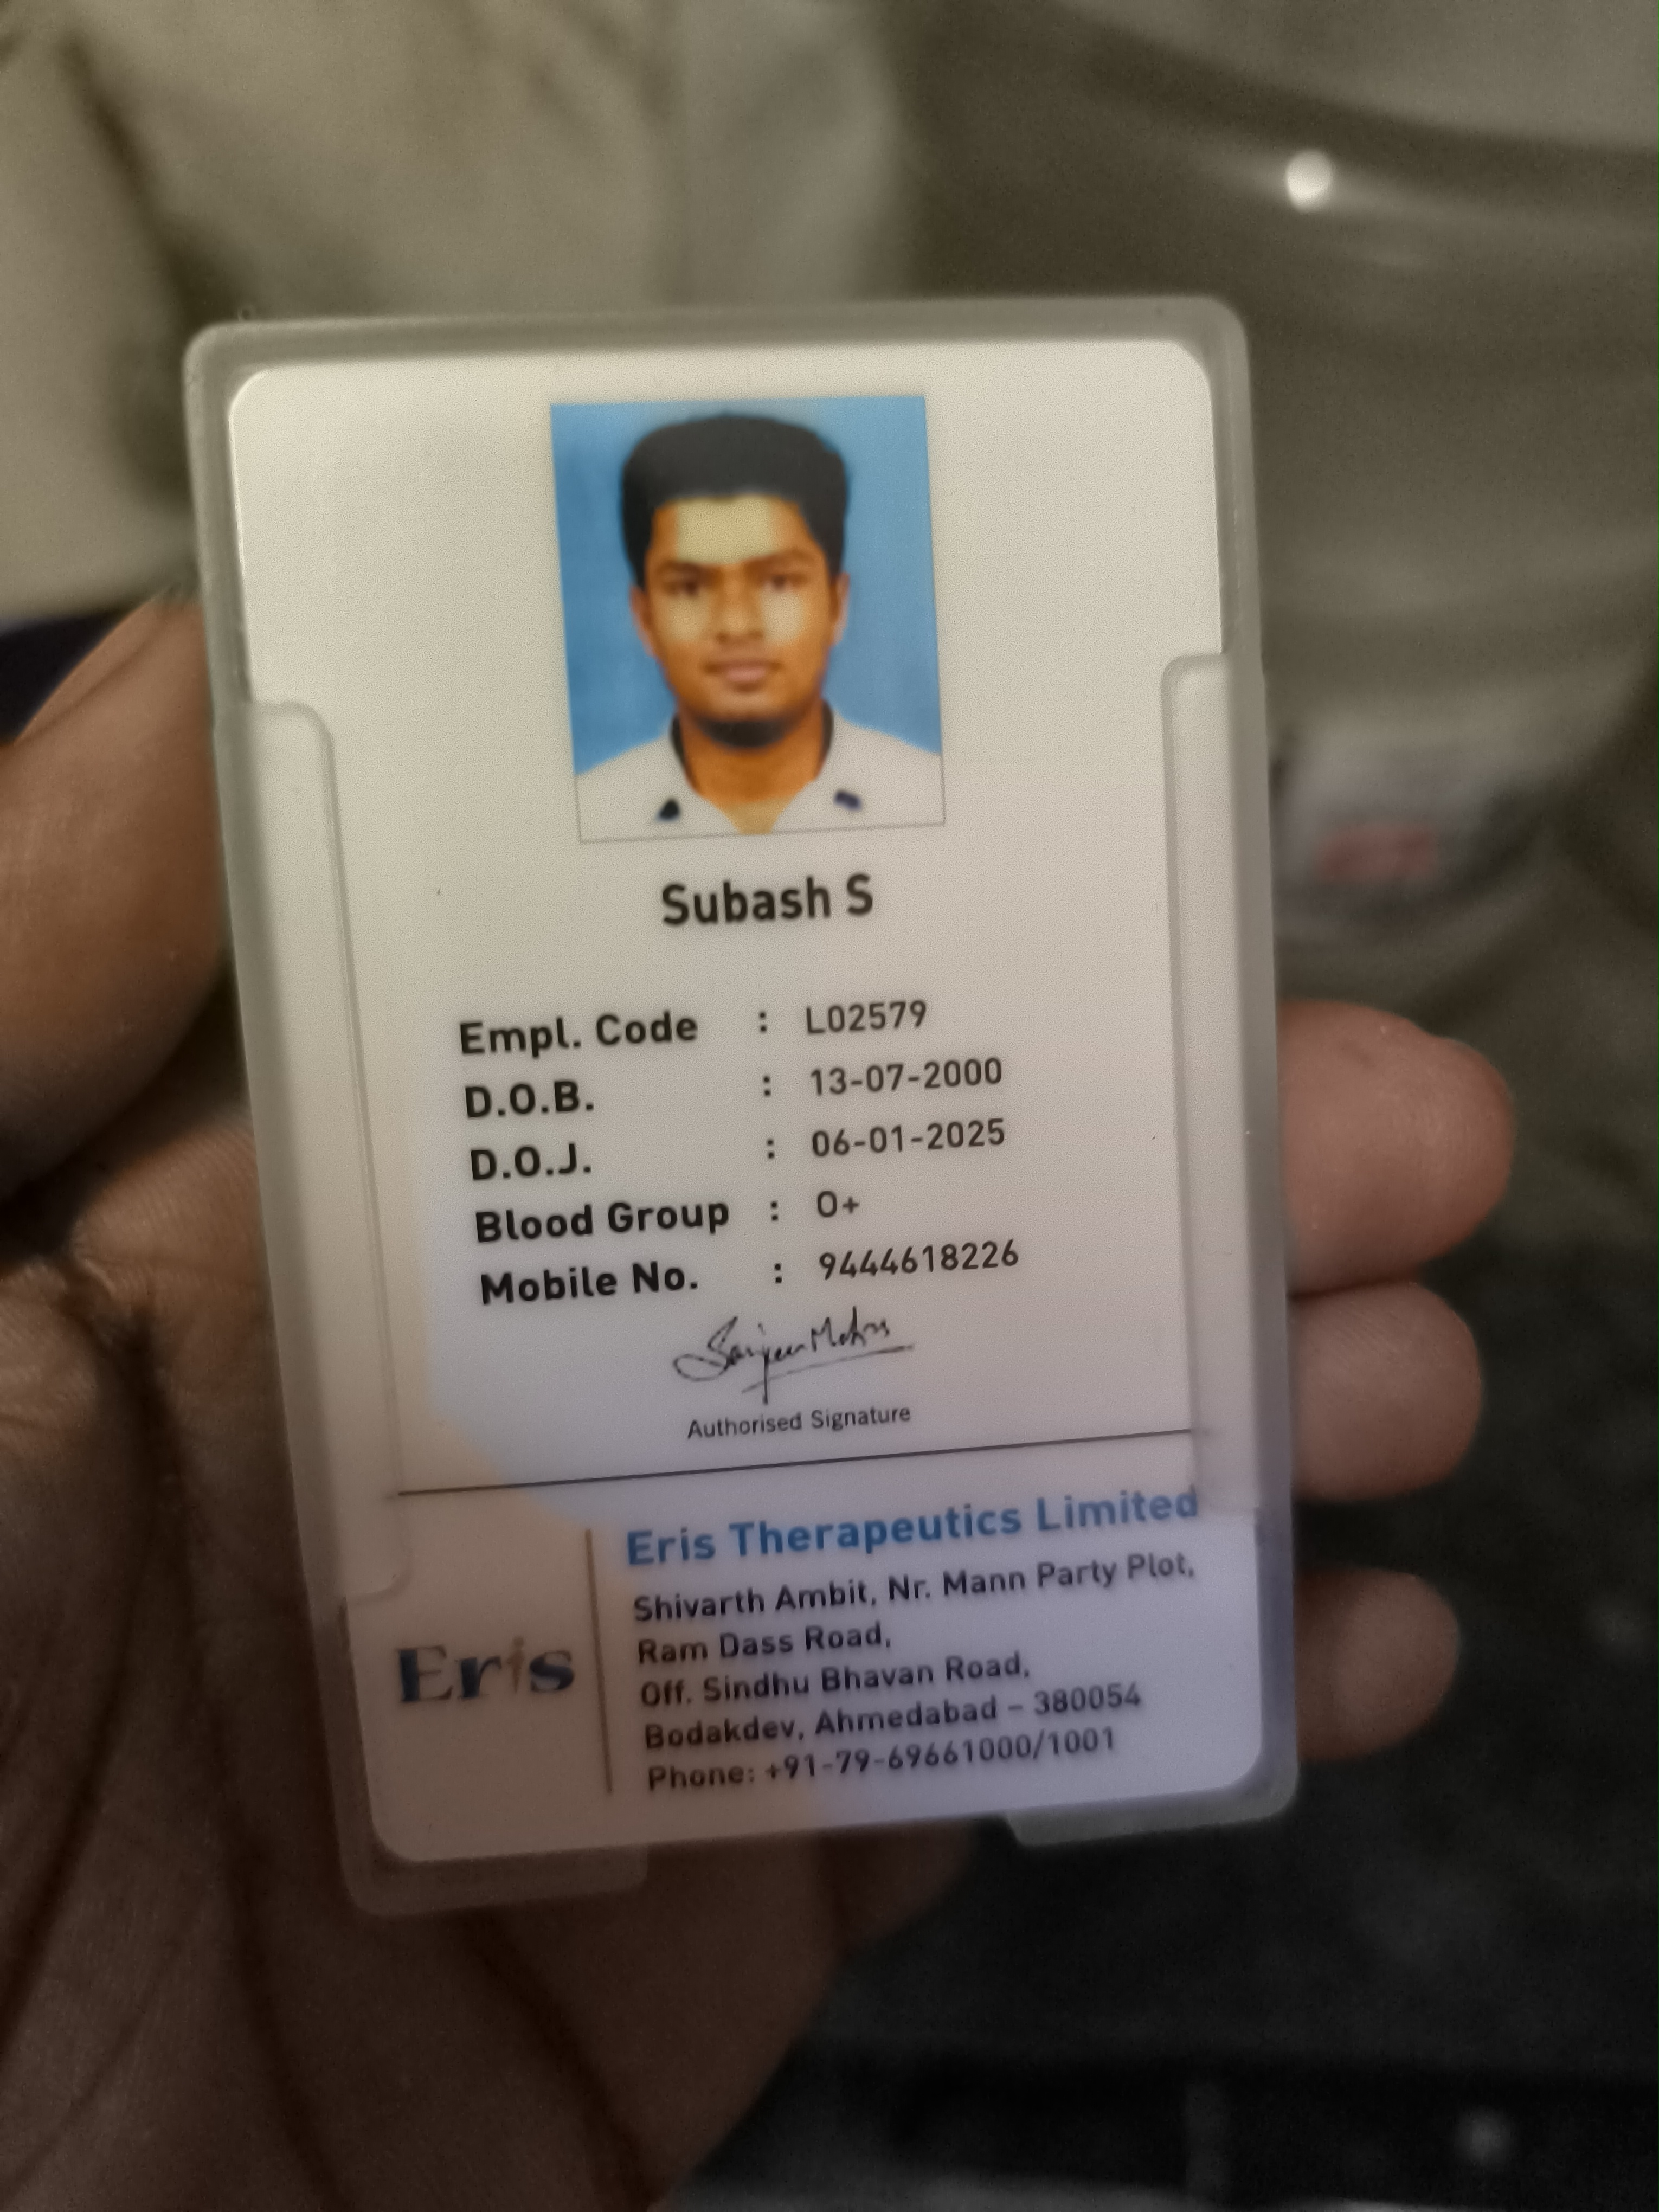 Subash S
Empl. Code : L02579
D.O.B. : 13-07-2000
D.O.J. : 06-01-2025
Blood Group : O+
Mobile No. : 9444618226
Authorised Signature
Eris
Eris Therapeutics Limited
Shivarth Ambit, Nr. Mann Party Plot,
Ram Dass Road,
Off. Sindhu Bhavan Road,
Bodakdev, Ahmedabad – 380054
Phone: +91-79-69661000/1001